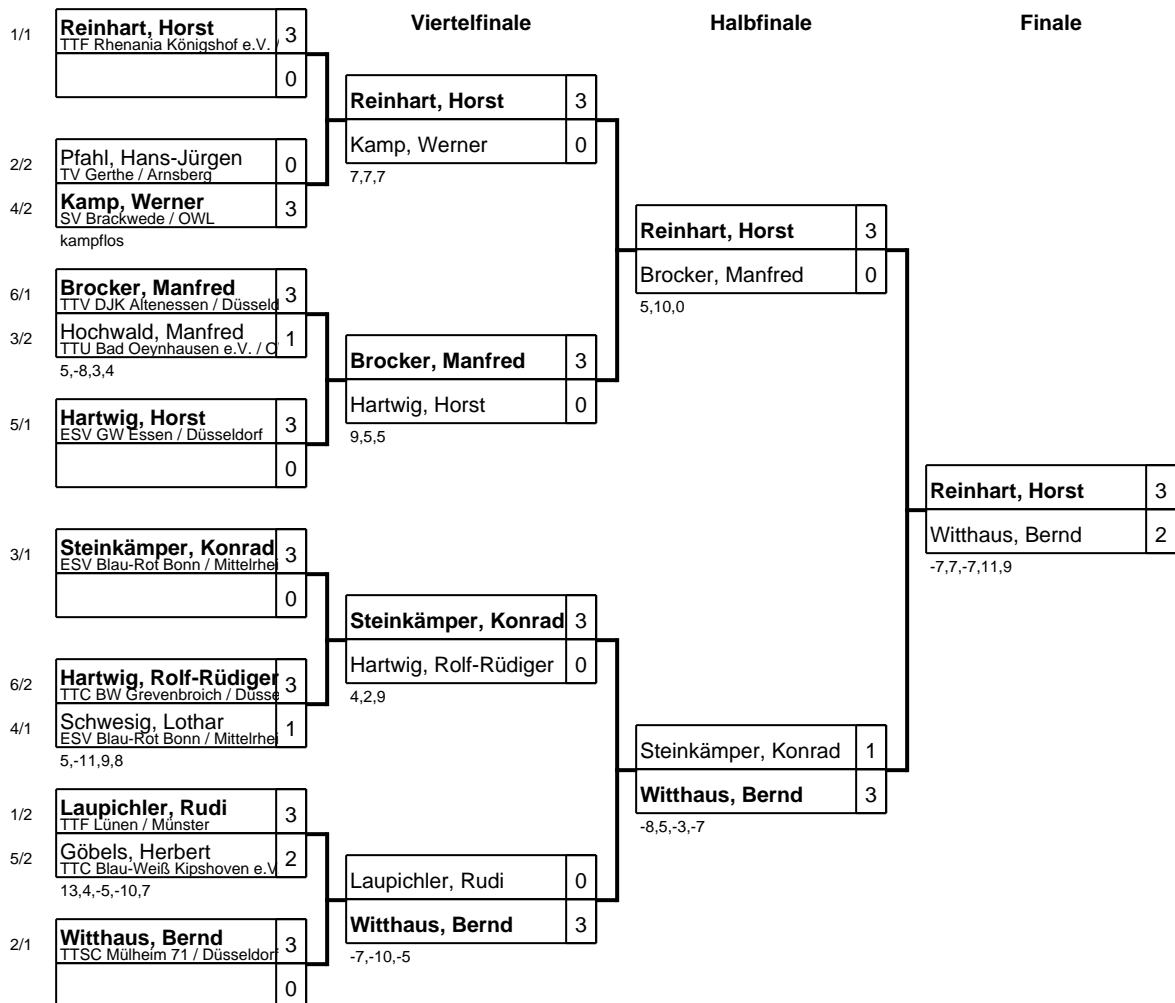 Viertelfinale
Halbfinale
Finale
1/1
Reinhart, Horst 3
TTF Rhenania Königshof e.V. /
0
2/2
Pfahl, Hans-Jürgen 0
TV Gerthe / Arnsberg
4/2
Kamp, Werner 3
SV Brackwede / OWL
kampflos
6/1
Brocker, Manfred 3
TTV DJK Altenessen / Düsseld
3/2
Hochwald, Manfred 1
TTU Bad Oeynhausen e.V. / O
5,-8,3,4
5/1
Hartwig, Horst 3
ESV GW Essen / Düsseldorf
0
3/1
Steinkämper, Konrad 3
ESV Blau-Rot Bonn / Mittelrhei
0
6/2
Hartwig, Rolf-Rüdiger 3
TTC BW Grevenbroich / Düsse
4/1
Schwesig, Lothar 1
ESV Blau-Rot Bonn / Mittelrhei
5,-11,9,8
1/2
Laupichler, Rudi 3
TTF Lünen / Münster
5/2
Göbels, Herbert 2
TTC Blau-Weiß Kipshoven e.V
13,4,-5,-10,7
2/1
Witthaus, Bernd 3
TTSC Mülheim 71 / Düsseldorf
0
Reinhart, Horst 3
Kamp, Werner 0
7,7,7
Brocker, Manfred 3
Hartwig, Horst 0
9,5,5
Steinkämper, Konrad 3
Hartwig, Rolf-Rüdiger 0
4,2,9
Laupichler, Rudi 0
Witthaus, Bernd 3
-7,-10,-5
Reinhart, Horst 3
Brocker, Manfred 0
5,10,0
Steinkämper, Konrad 1
Witthaus, Bernd 3
-8,5,-3,-7
Reinhart, Horst 3
Witthaus, Bernd 2
-7,7,-7,11,9